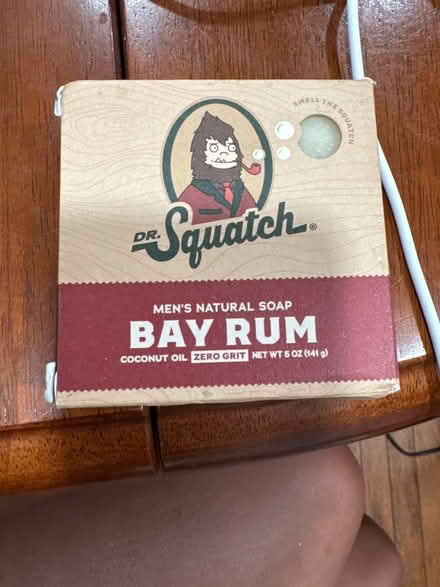 SMELL THE SQUATCH
DR. Squatch®
MEN'S NATURAL SOAP
BAY RUM
COCONUT OIL ZERO GRIT NET WT 5 OZ (141 g)